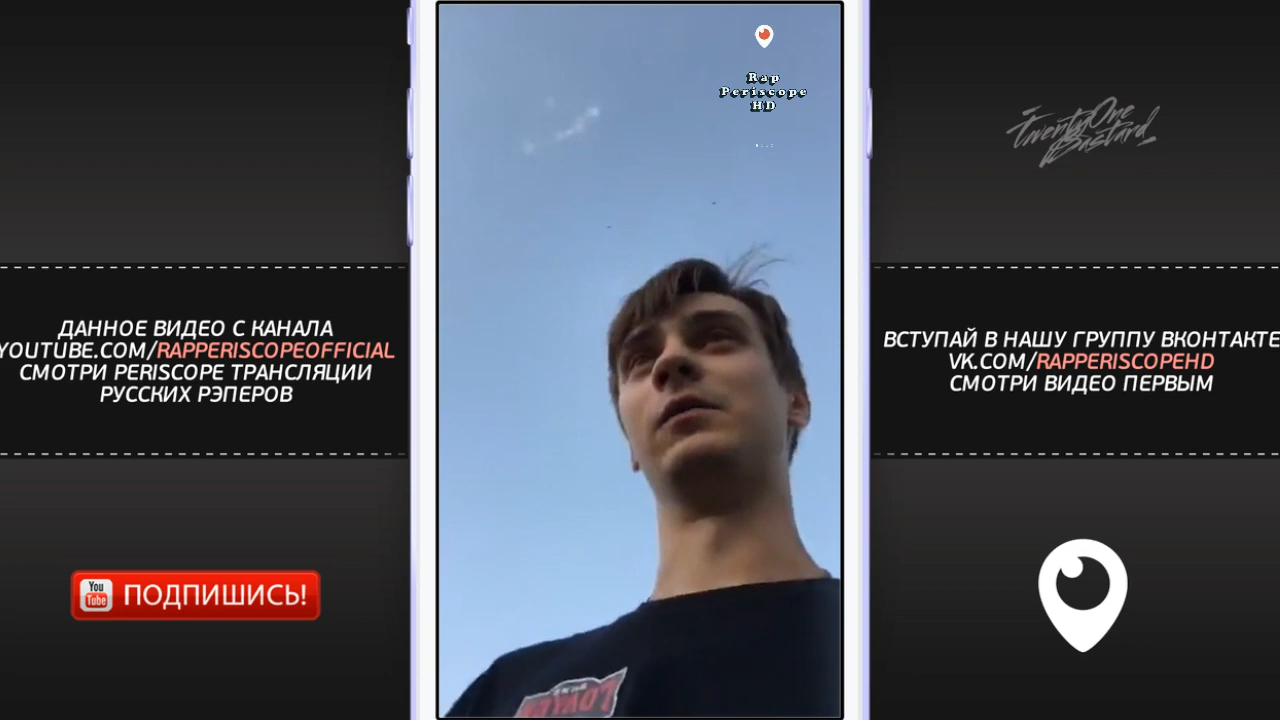 ДАННОЕ ВИДЕО С КАНАЛА
YOUTUBE.COM/RAPPERISCOPEOFFICIAL
СМОТРИ PERISCOPE ТРАНСЛЯЦИИ
РУССКИХ РЭПЕРОВ
You
Tube
ПОДПИШИСЬ!
Rap
Periscope
HD
TwentyOne
Bastard
ВСТУПАЙ В НАШУ ГРУППУ ВКОНТАКТЕ
VK.COM/RAPPERISCOPEHD
СМОТРИ ВИДЕО ПЕРВЫМ